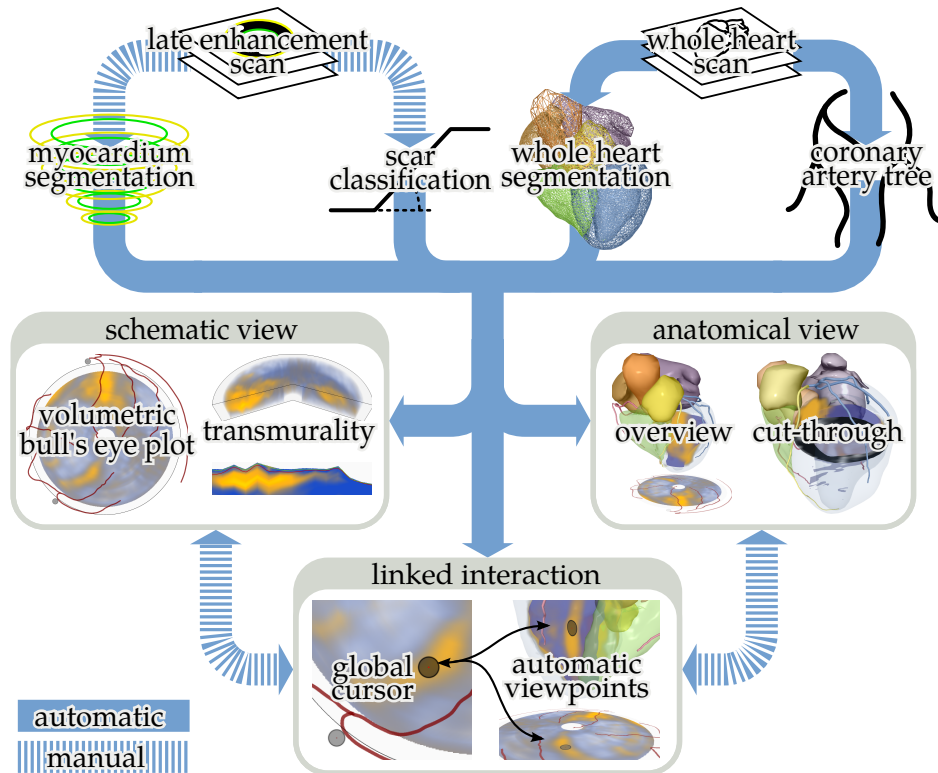 late enhancement
scan
whole heart
scan
myocardium
segmentation
scar
classification
whole heart
segmentation
coronary
artery tree
schematic view
volumetric
bull's eye plot
transmurality
anatomical view
overview
cut-through
linked interaction
global
cursor
automatic
viewpoints
automatic
manual